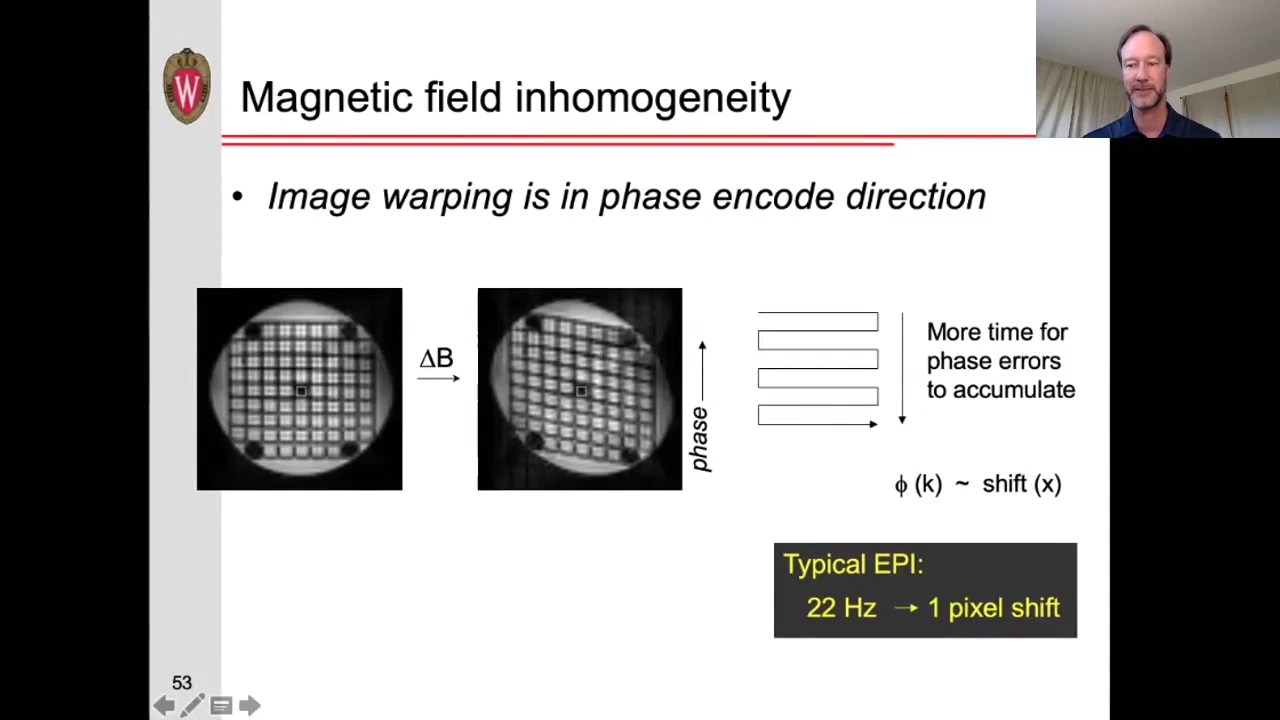 W
Magnetic field inhomogeneity
• Image warping is in phase encode direction
ΔB
phase
More time for
phase errors
to accumulate
ϕ (k) ~ shift (x)
Typical EPI:
22 Hz → 1 pixel shift
53